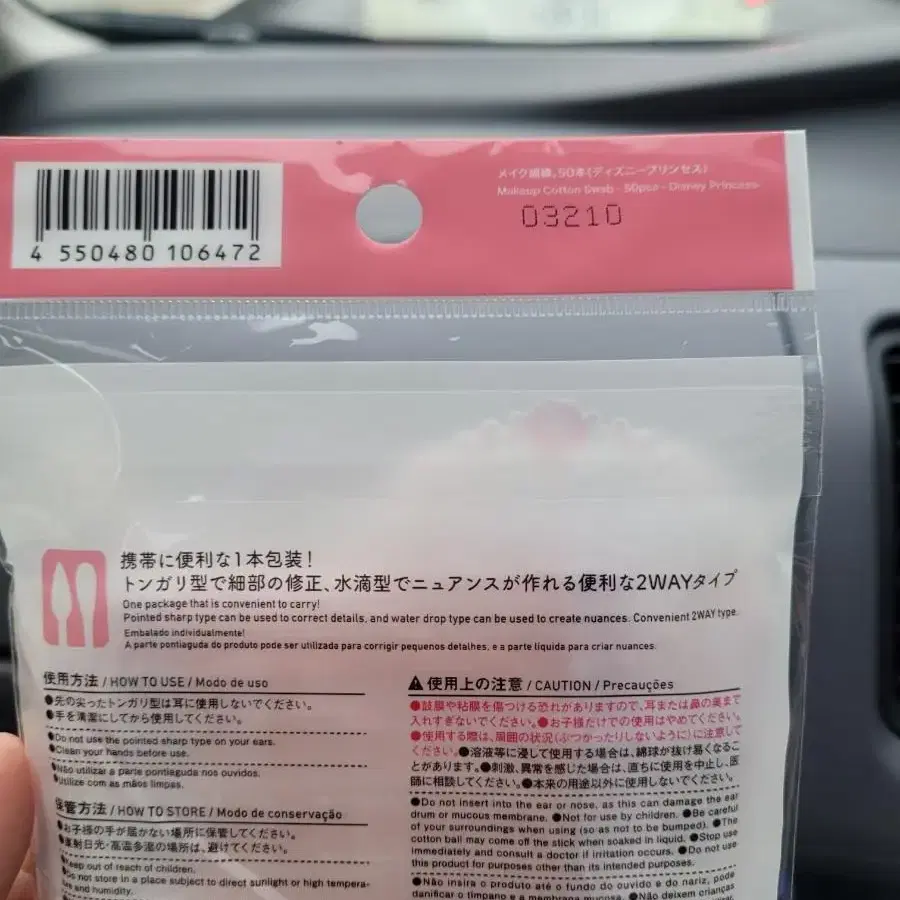 メイク綿棒, 50本(ディズニープリンセス)
Makeup Cotton Swab - 50pcs - Disney Princess-
03210
4 550480 106472
携帯に便利な1本包装!
トンガリ型で細部の修正、水滴型でニュアンスが作れる便利な2WAYタイプ
One package that is convenient to carry!
Pointed sharp type can be used to correct details, and water drop type can be used to create nuances. Convenient 2WAY type.
Embalado individualmente!
A parte pontiaguda do produto pode ser utilizada para corrigir pequenos detalhes, e a parte líquida para criar nuances.
使用方法 / HOW TO USE / Modo de uso
●先の尖ったトンガリ型は耳に使用しないでください。
●手を清潔にしてから使用してください。
●Do not use the pointed sharp type on your ears.
●Clean your hands before use.
●Não utilizar a parte pontiaguda nos ouvidos.
●Utilize com as mãos limpas.
保管方法 / HOW TO STORE / Modo de conservação
●お子様の手が届かない場所に保管してください。
●直射日光・高温多湿の場所は、避けてください。
●Keep out of reach of children.
●Do not store in a place subject to direct sunlight or high tempera-
ture and humidity.
⚠使用上の注意 / CAUTION / Precauções
●鼓膜や粘膜を傷つける恐れがありますので、耳または鼻の奥まで
入れすぎないでください。●お子様だけでの使用はやめてください。
●使用する際は、周囲の状況(ぶつかったりしないように)に注意して
ください。●溶液等に浸して使用する場合は、綿球が抜け易くなるこ
とがあります。●刺激、異常を感じた場合は、直ちに使用を中止し、医
師に相談してください。●本来の用途以外に使用しないでください。
●Do not insert into the ear or nose, as this can damage the ear
drum or mucous membrane. ●Not for use by children. ●Be careful
of your surroundings when using (so as not to be bumped). ●The
cotton ball may come off the stick when soaked in liquid. ●Stop use
immediately and consult a doctor if irritation occurs. ●Do not use
this product for purposes other than its intended purposes.
●Não insira o produto até o fundo do ouvido e do nariz, pode
danificar o tímpano e a membrana mucosa. ●Não deixem crianças